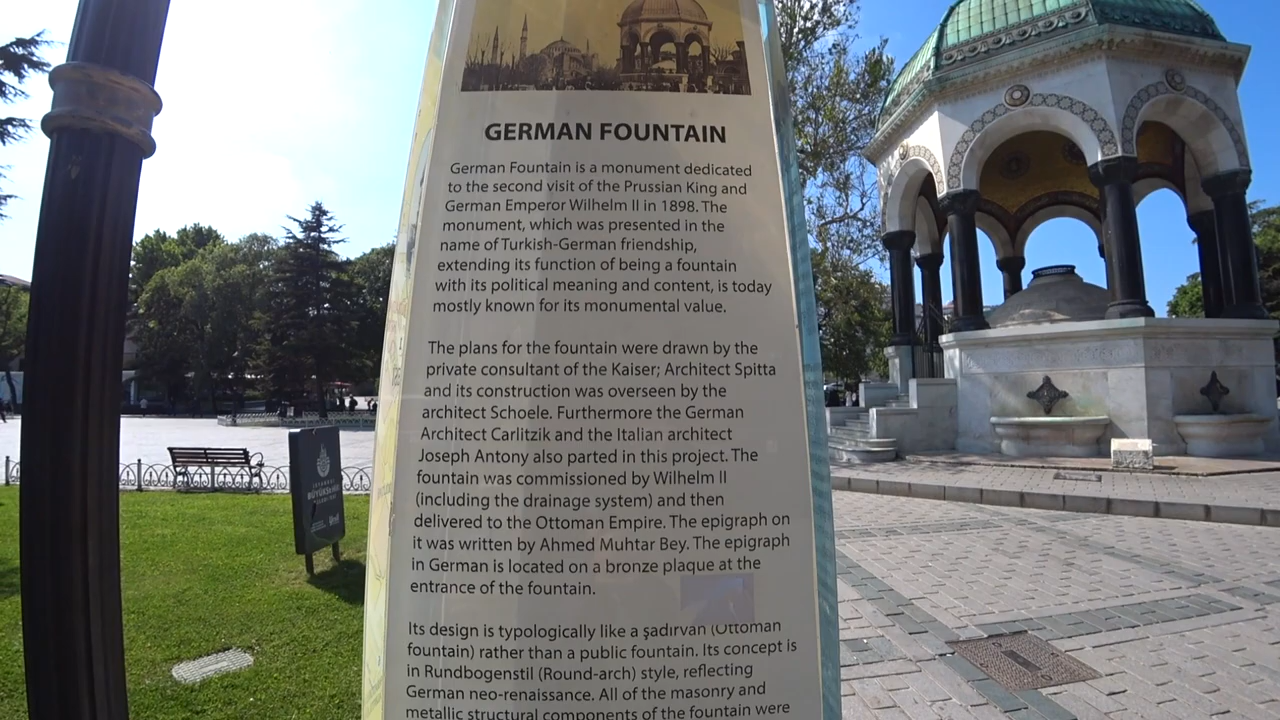 GERMAN FOUNTAIN
German Fountain is a monument dedicated
to the second visit of the Prussian King and
German Emperor Wilhelm II in 1898. The
monument, which was presented in the
name of Turkish-German friendship,
extending its function of being a fountain
with its political meaning and content, is today
mostly known for its monumental value.
The plans for the fountain were drawn by the
private consultant of the Kaiser; Architect Spitta
and its construction was overseen by the
architect Schoele. Furthermore the German
Architect Carlitzik and the Italian architect
Joseph Antony also parted in this project. The
fountain was commissioned by Wilhelm II
(including the drainage system) and then
delivered to the Ottoman Empire. The epigraph on
it was written by Ahmed Muhtar Bey. The epigraph
in German is located on a bronze plaque at the
entrance of the fountain.
Its design is typologically like a şadırvan (Ottoman
fountain) rather than a public fountain. Its concept is
in Rundbogenstil (Round-arch) style, reflecting
German neo-renaissance. All of the masonry and
metallic structural components of the fountain were
İSTANBUL
BÜYÜKŞEHİR